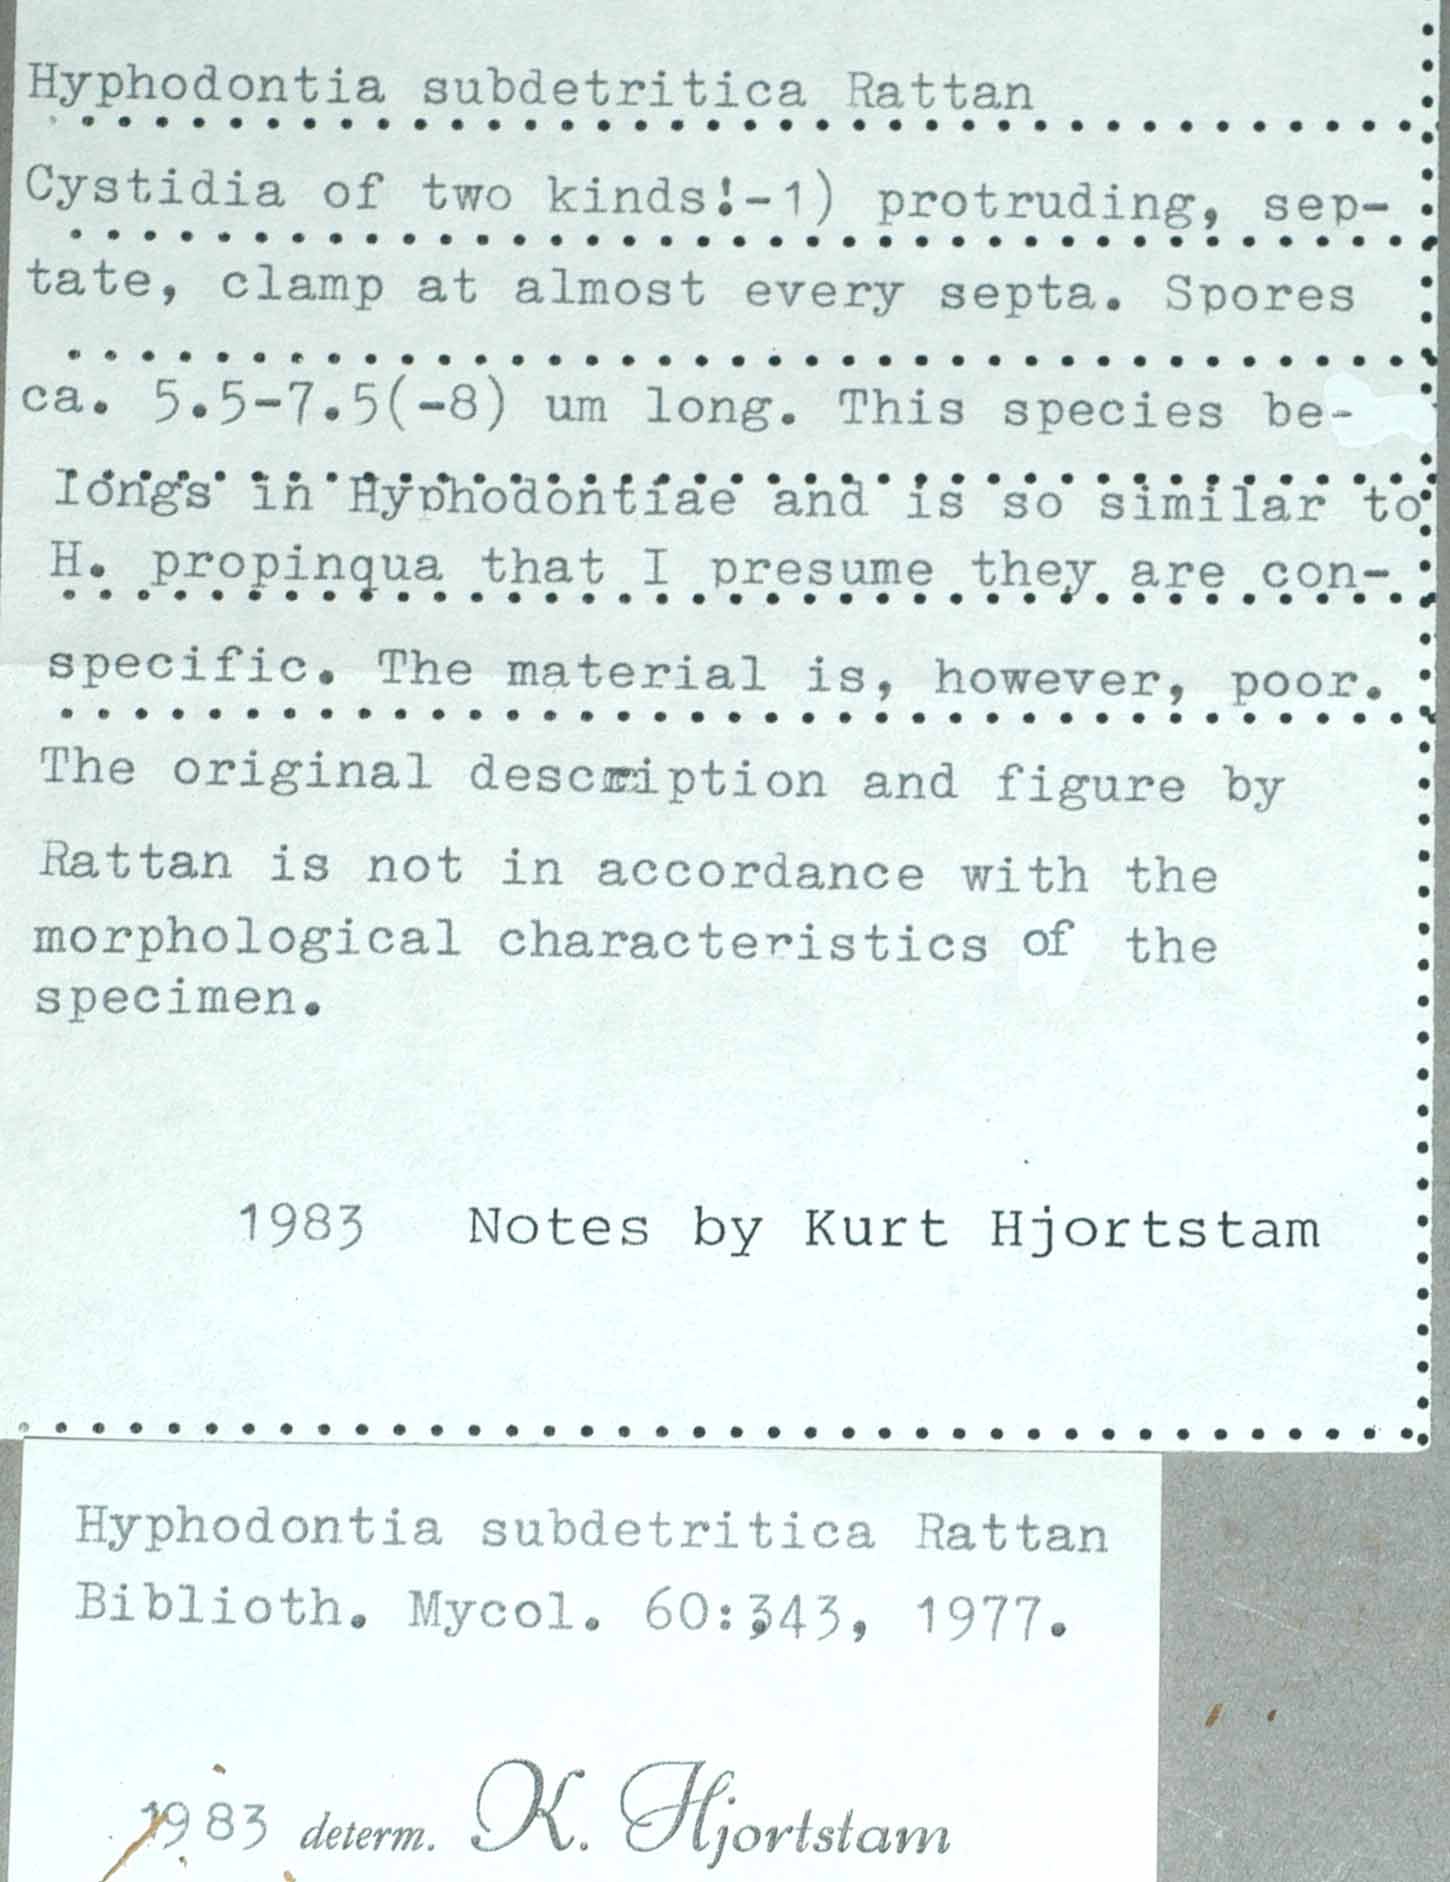 Hyphodontia subdetritica Rattan
Cystidia of two kinds!-1) protruding, sep-
tate, clamp at almost every septa. Spores
ca. 5.5-7.5(-8) um long. This species be-
longs in Hyphodontiae and is so similar to
H. propinqua that I presume they are con-
specific. The material is, however, poor.
The original description and figure by
Rattan is not in accordance with the
morphological characteristics of the
specimen.
1983 Notes by Kurt Hjortstam
Hyphodontia subdetritica Rattan
Biblioth. Mycol. 60:343, 1977.
1983 determ. K. Hjortstam